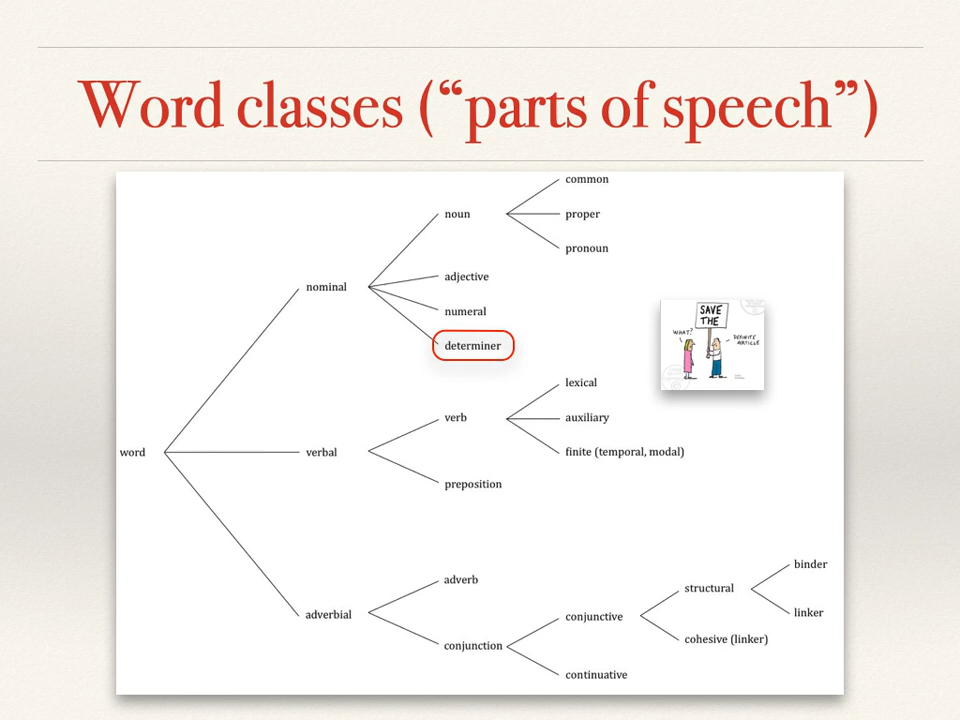 Word classes (“parts of speech”)
common
noun
proper
pronoun
adjective
nominal
numeral
determiner
SAVE
THE
WHAT?
DEFINITE
ARTICLE
lexical
verb
auxiliary
word
verbal
finite (temporal, modal)
preposition
binder
adverb
structural
adverbial
conjunctive
linker
conjunction
cohesive (linker)
continuative